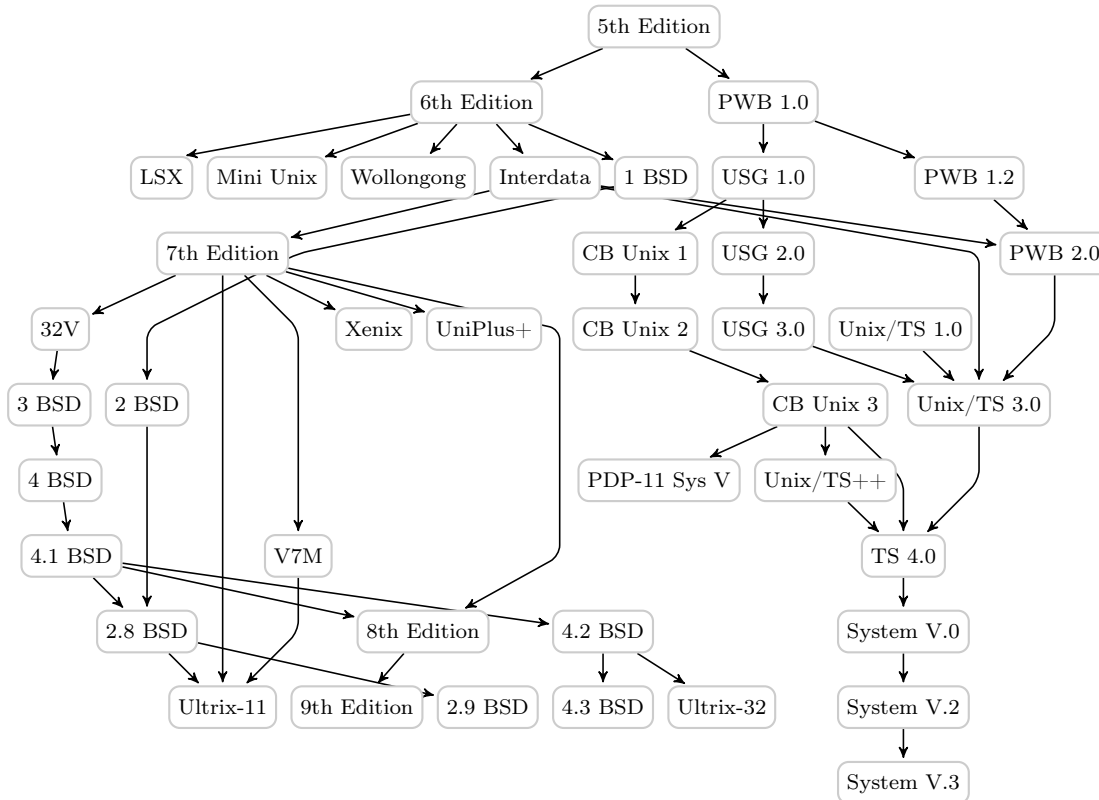 5th Edition
6th Edition
PWB 1.0
LSX
Mini Unix
Wollongong
Interdata
1 BSD
USG 1.0
PWB 1.2
7th Edition
CB Unix 1
USG 2.0
PWB 2.0
32V
Xenix
UniPlus+
CB Unix 2
USG 3.0
Unix/TS 1.0
3 BSD
2 BSD
CB Unix 3
Unix/TS 3.0
4 BSD
PDP-11 Sys V
Unix/TS++
4.1 BSD
V7M
TS 4.0
2.8 BSD
8th Edition
4.2 BSD
System V.0
Ultrix-11
9th Edition
2.9 BSD
4.3 BSD
Ultrix-32
System V.2
System V.3